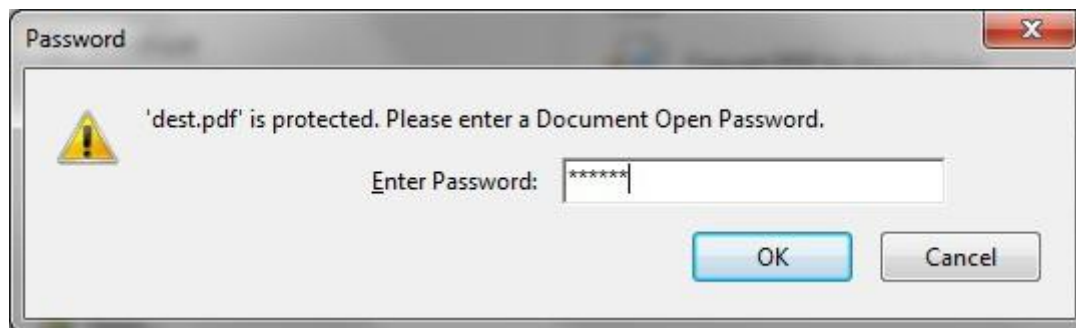 Password
'dest.pdf' is protected. Please enter a Document Open Password.
Enter Password: ******
OK Cancel